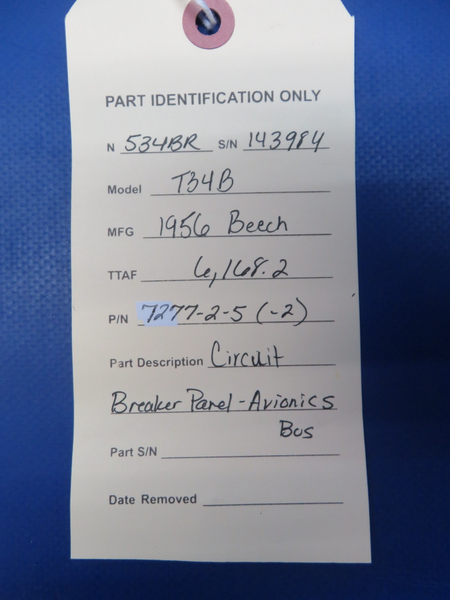 PART IDENTIFICATION ONLY
N 534BR S/N 143984
Model T34B
MFG 1956 Beech
TTAF 6,168.2
P/N 7277-2-5 (-2)
Part Description Circuit
Breaker Panel - Avionics
Bus
Part S/N
Date Removed